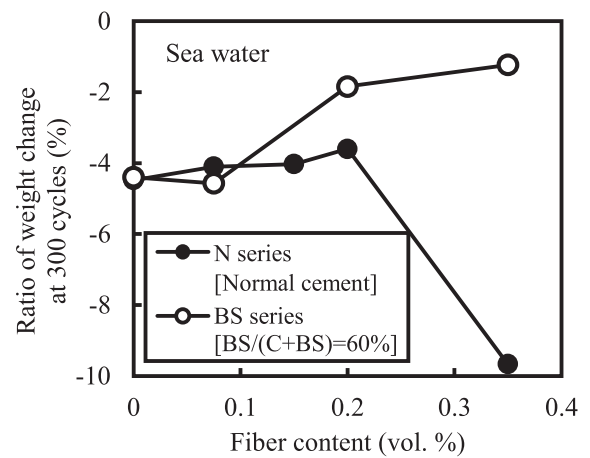 Sea water
0
-2
-4
-6
-8
-10
Ratio of weight change
at 300 cycles (%)
N series
[Normal cement]
BS series
[BS/(C+BS)=60%]
0
0.1
0.2
0.3
0.4
Fiber content (vol. %)